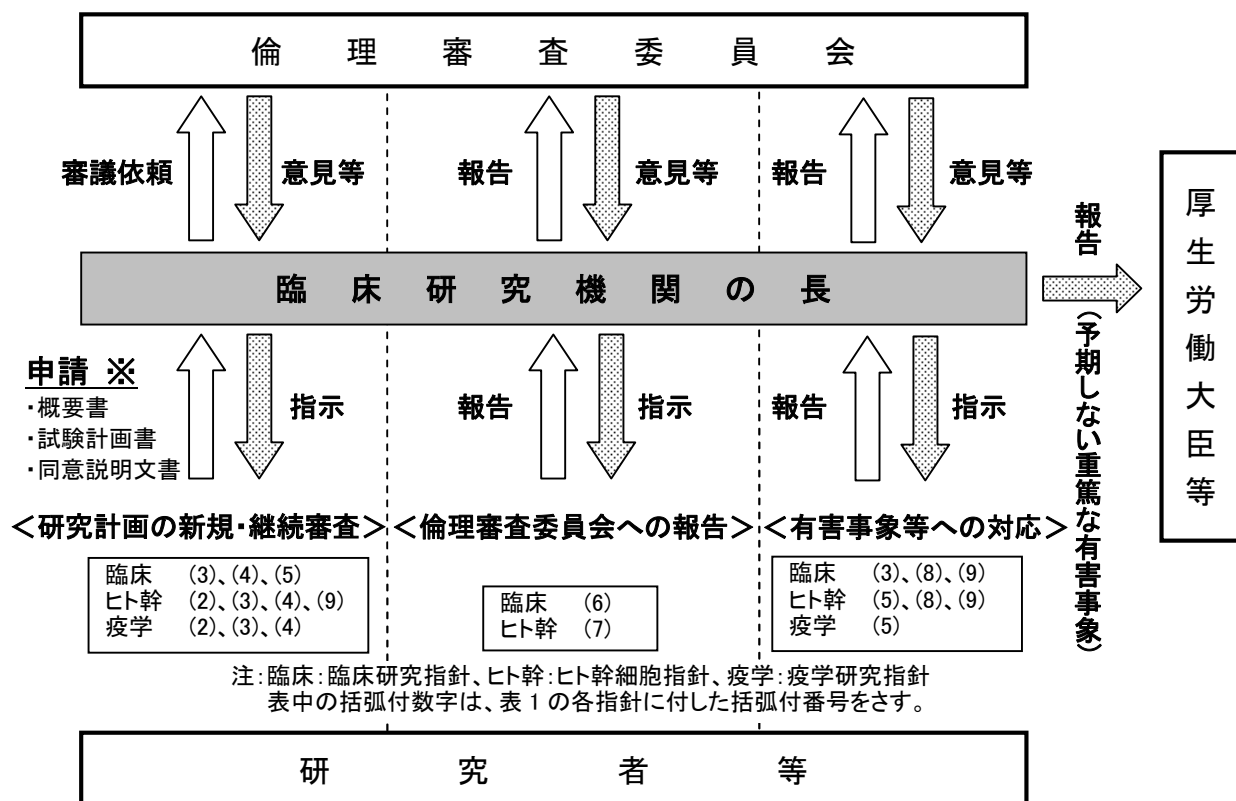 倫理審査委員会
審議依頼
意見等
報告
意見等
報告
意見等
報告(予期しない重篤な有害事象)
厚生労働大臣等
臨床研究機関の長
申請 ※
・概要書
・試験計画書
・同意説明文書
指示
報告
指示
報告
指示
＜研究計画の新規・継続審査＞
臨床 (3)、(4)、(5)
ヒト幹 (2)、(3)、(4)、(9)
疫学 (2)、(3)、(4)
＜倫理審査委員会への報告＞
臨床 (6)
ヒト幹 (7)
＜有害事象等への対応＞
臨床 (3)、(8)、(9)
ヒト幹 (5)、(8)、(9)
疫学 (5)
注:臨床:臨床研究指針、ヒト幹:ヒト幹細胞指針、疫学:疫学研究指針
表中の括弧付数字は、表1の各指針に付した括弧付番号をさす。
研究者等